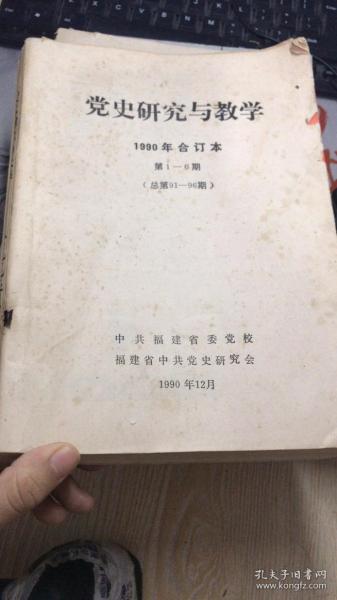 党史研究与教学
1990年合订本
第1—6期
(总第91—96期)
中共福建省委党校
福建省中共党史研究会
1990年12月
孔夫子旧书网
www.kongfz.com